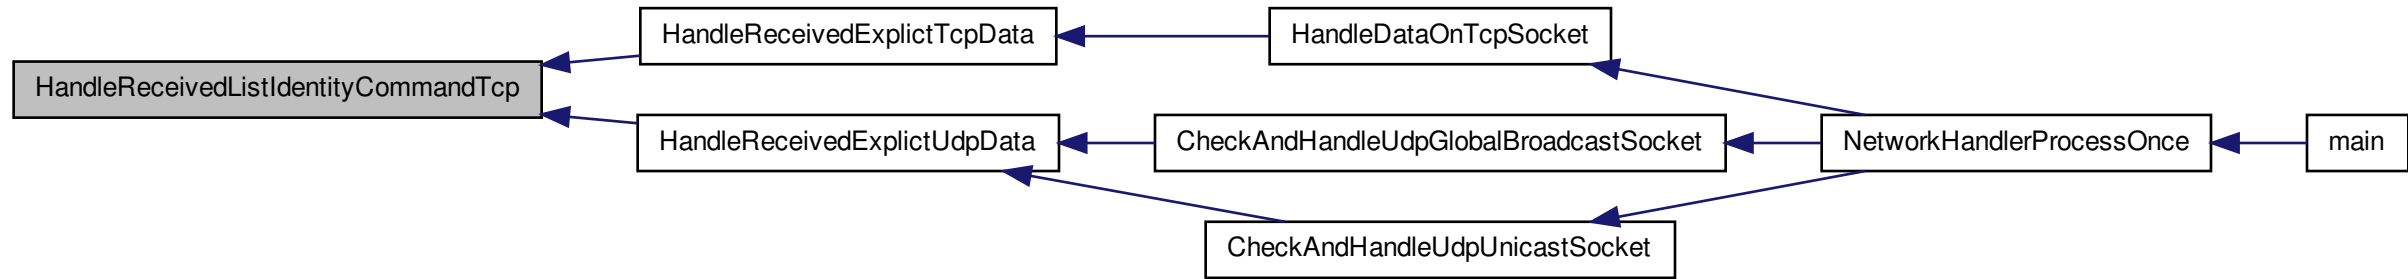 HandleReceivedExplictTcpData
HandleDataOnTcpSocket
HandleReceivedListIdentityCommandTcp
HandleReceivedExplictUdpData
CheckAndHandleUdpGlobalBroadcastSocket
NetworkHandlerProcessOnce
main
CheckAndHandleUdpUnicastSocket